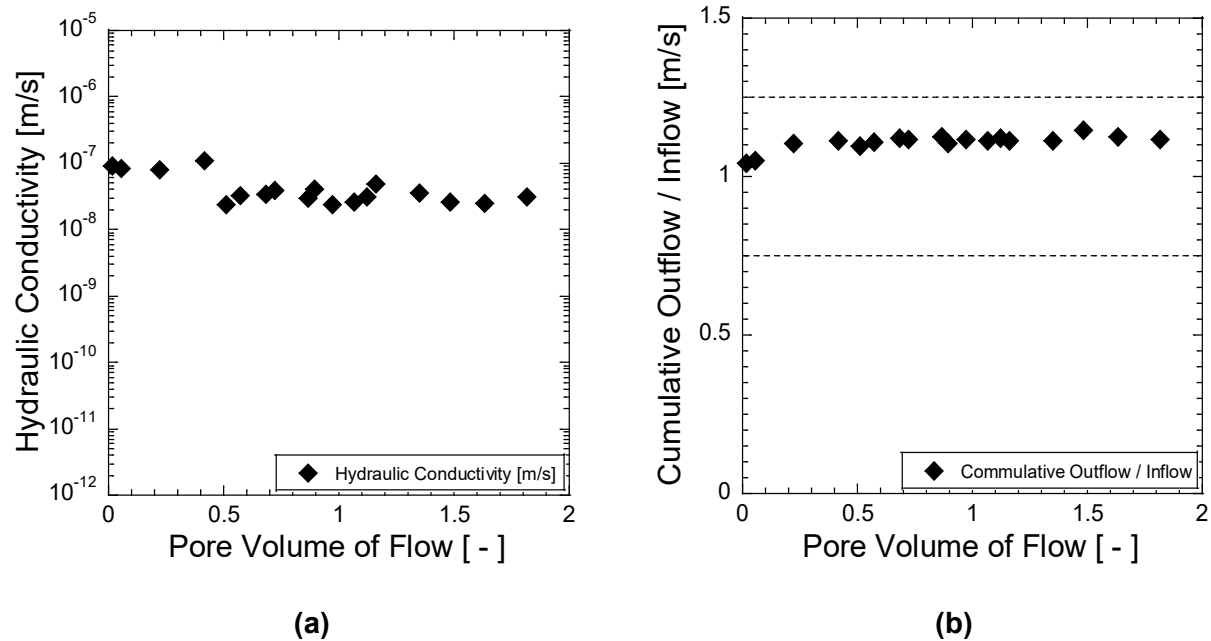 Hydraulic Conductivity [m/s]
10⁻⁵
10⁻⁶
10⁻⁷
10⁻⁸
10⁻⁹
10⁻¹⁰
10⁻¹¹
10⁻¹²
Hydraulic Conductivity [m/s]
0 0.5 1 1.5 2
Pore Volume of Flow [ - ]
(a)
Cumulative Outflow / Inflow [m/s]
1.5
1
0.5
0
Commulative Outflow / Inflow
0 0.5 1 1.5 2
Pore Volume of Flow [ - ]
(b)